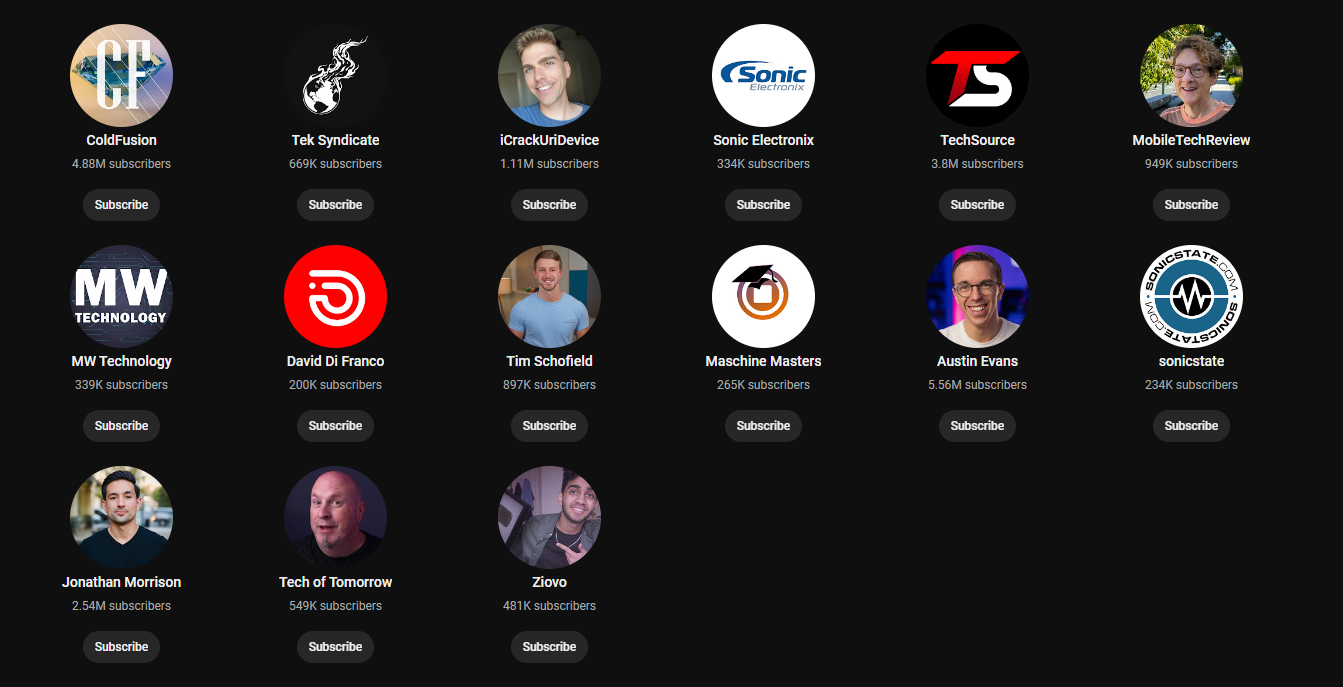 CF
Sonic
Electronix
TS
ColdFusion
Tek Syndicate
iCrackUriDevice
Sonic Electronix
TechSource
MobileTechReview
4.88M subscribers
669K subscribers
1.11M subscribers
334K subscribers
3.8M subscribers
949K subscribers
Subscribe
Subscribe
Subscribe
Subscribe
Subscribe
Subscribe
MW
TECHNOLOGY
SONICSTATE.COM
SONICSTATE.COM
MW Technology
David Di Franco
Tim Schofield
Maschine Masters
Austin Evans
sonicstate
339K subscribers
200K subscribers
897K subscribers
265K subscribers
5.56M subscribers
234K subscribers
Subscribe
Subscribe
Subscribe
Subscribe
Subscribe
Subscribe
Jonathan Morrison
Tech of Tomorrow
Ziovo
2.54M subscribers
549K subscribers
481K subscribers
Subscribe
Subscribe
Subscribe